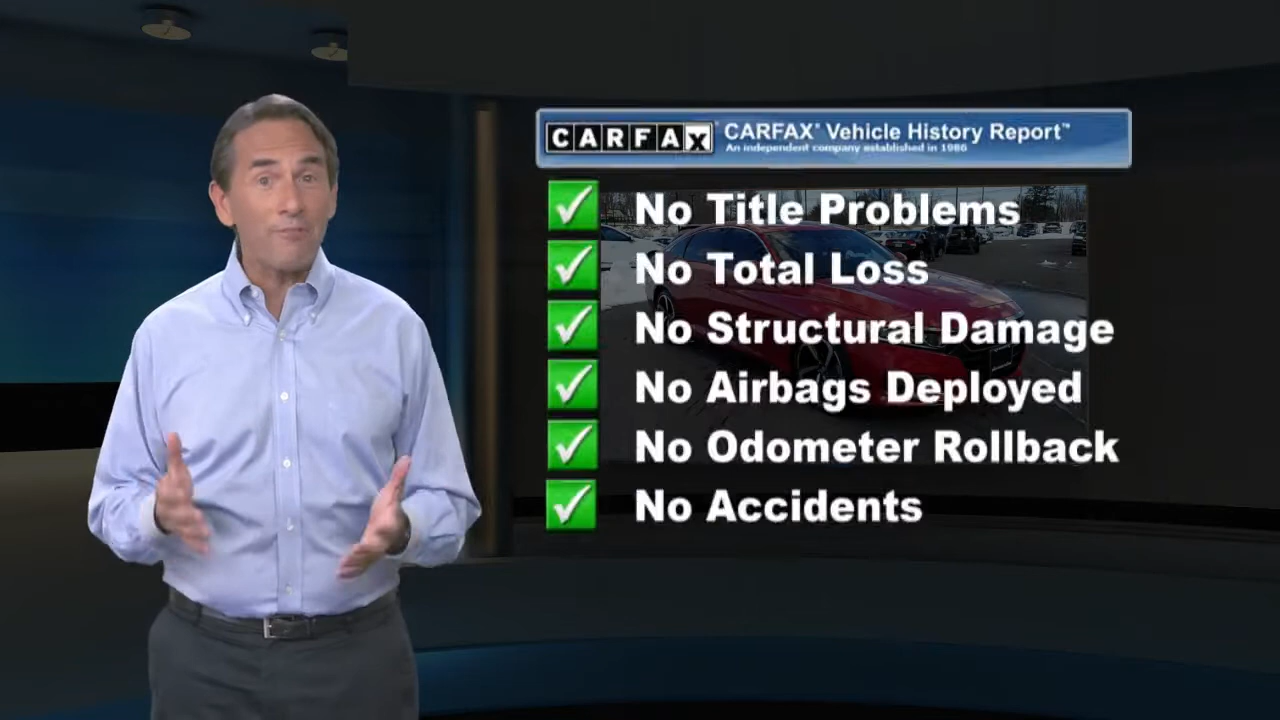 CARFAX CARFAX® Vehicle History Report™
An independent company established in 1986
No Title Problems
No Total Loss
No Structural Damage
No Airbags Deployed
No Odometer Rollback
No Accidents